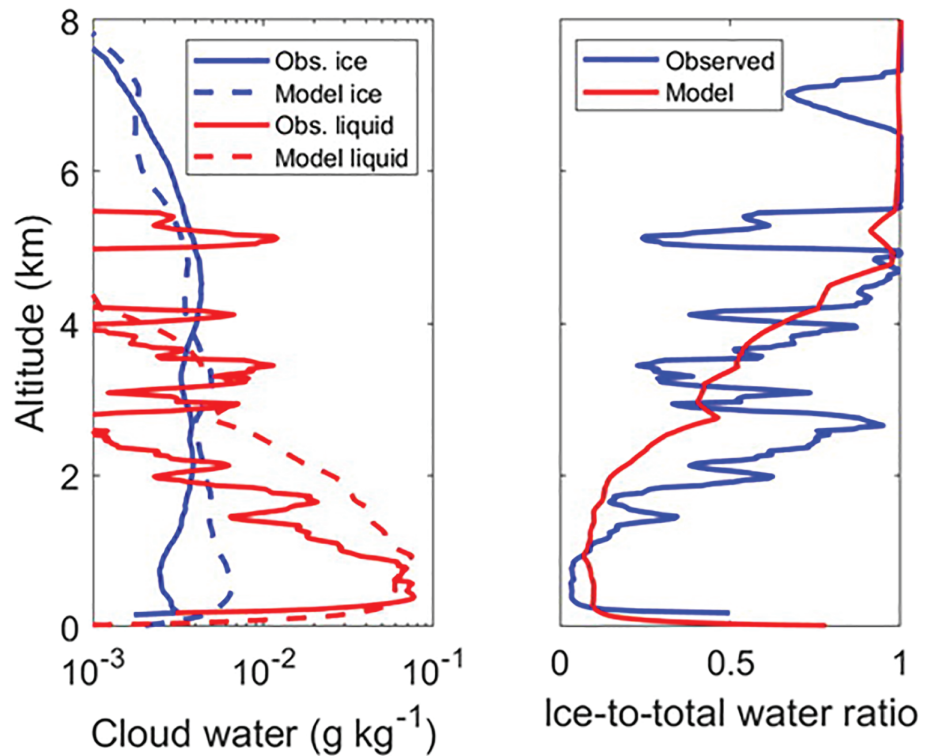 8
6
4
2
0
Altitude (km)
10-3
10-2
10-1
Cloud water (g kg-1)
Obs. ice
Model ice
Obs. liquid
Model liquid
Observed
Model
0
0.5
1
Ice-to-total water ratio